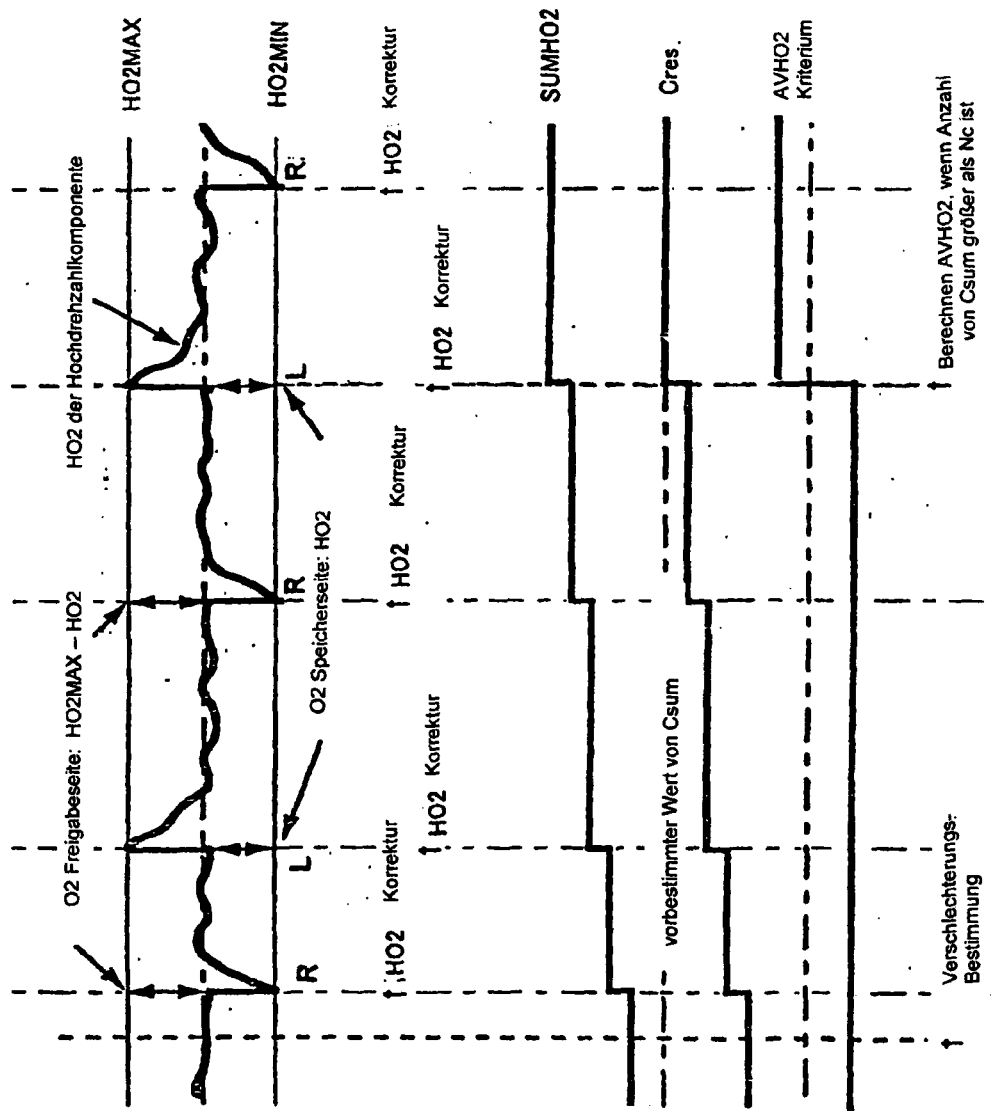 HO2MAX
HO2MIN
HO2 der Hochdrehzahlkomponente
O2 Freigabeseite: HO2MAX – HO2
O2 Speicherseite: HO2
R
L
R
L
R
↑ HO2 Korrektur
↑ HO2 Korrektur
↑ HO2 Korrektur
↑ HO2 Korrektur
↑ HO2 Korrektur
SUMHO2
Cres.
vorbestimmter Wert von Csum
AVHO2
Kriterium
↑ Verschlechterungs-
Bestimmung
↑ Berechnen AVHO2, wenn Anzahl
von Csum größer als Nc ist